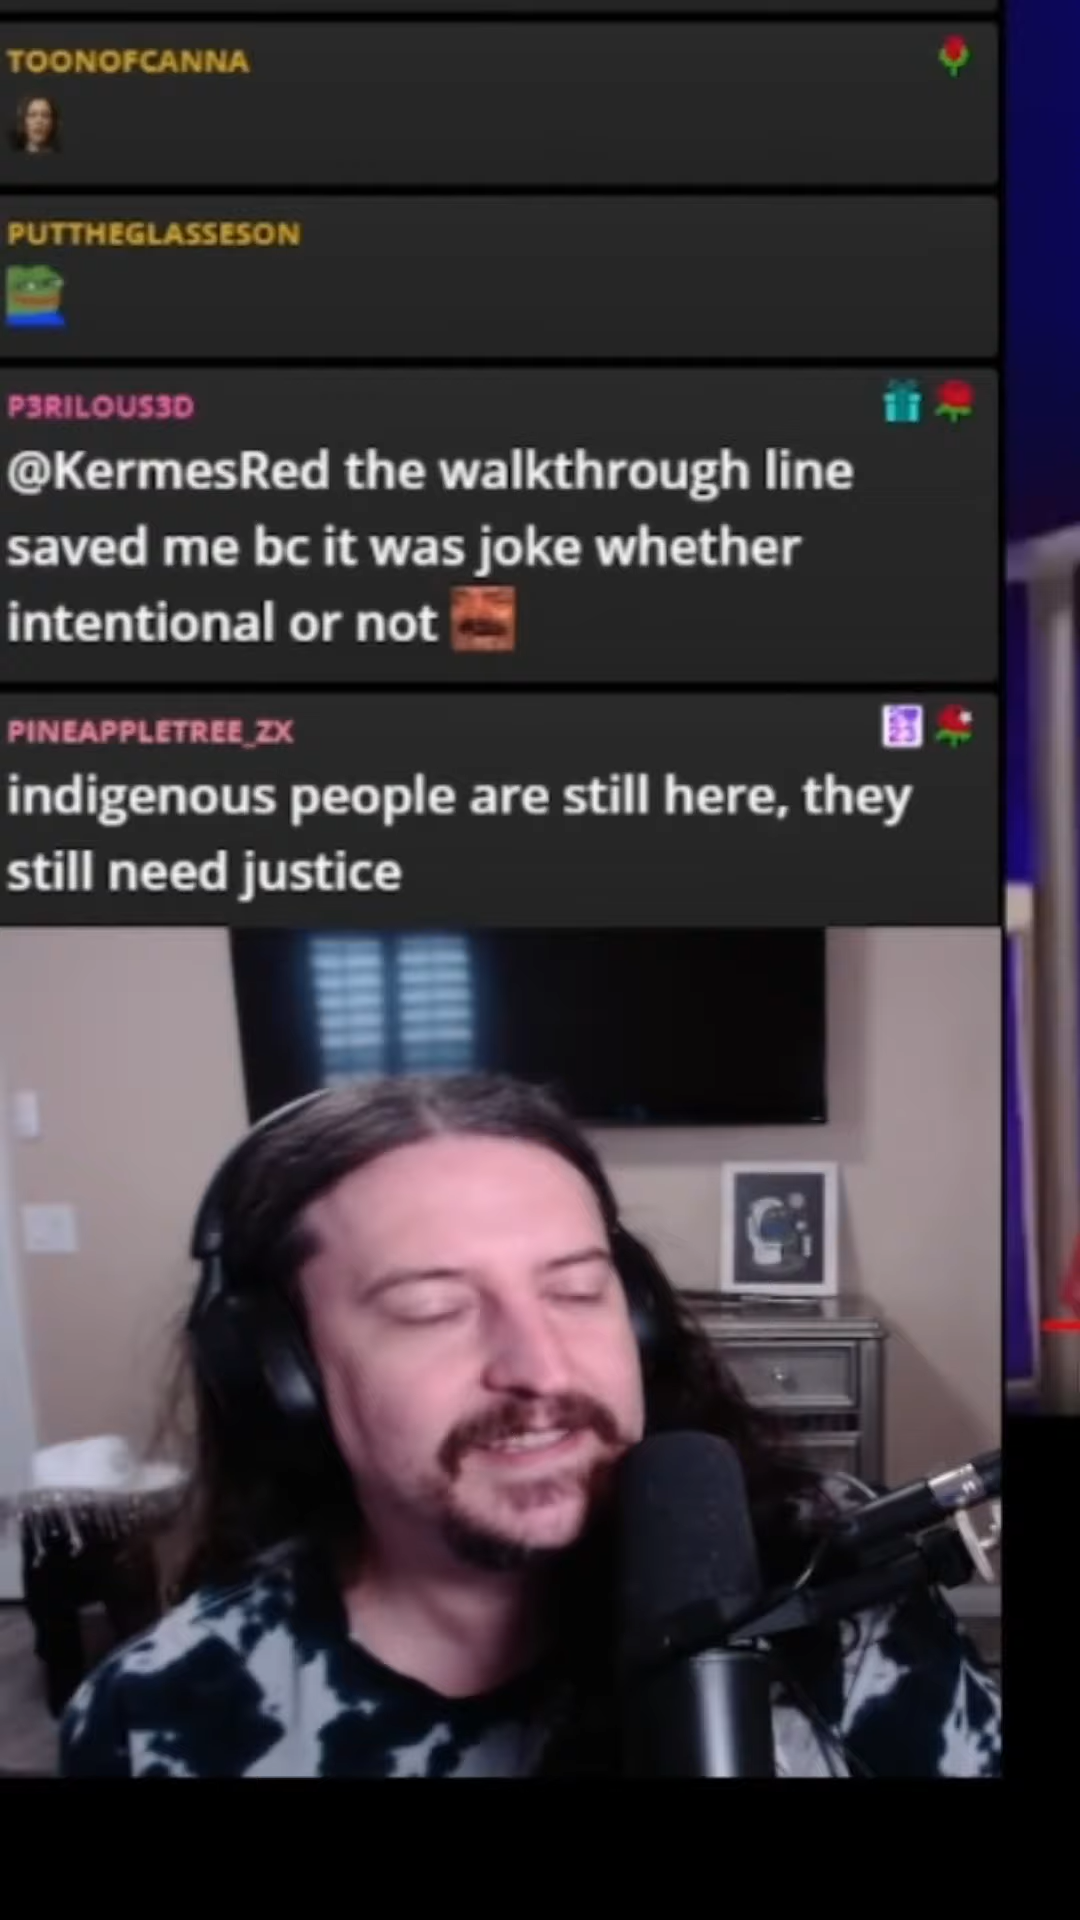 TOONOFCANNA
PUTTHEGLASSESON
P3RILOUS3D
@KermesRed the walkthrough line
saved me bc it was joke whether
intentional or not
PINEAPPLETREE_ZX
indigenous people are still here, they
still need justice